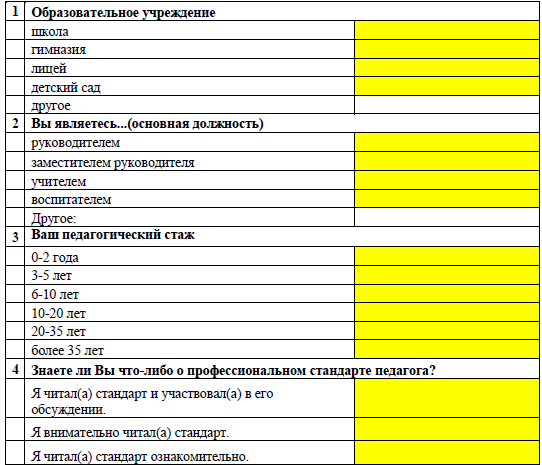 1 Образовательное учреждение
школа
гимназия
лицей
детский сад
другое
2 Вы являетесь...(основная должность)
руководителем
заместителем руководителя
учителем
воспитателем
Другое:
3 Ваш педагогический стаж
0-2 года
3-5 лет
6-10 лет
10-20 лет
20-35 лет
более 35 лет
4 Знаете ли Вы что-либо о профессиональном стандарте педагога?
Я читал(а) стандарт и участвовал(а) в его
обсуждении.
Я внимательно читал(а) стандарт.
Я читал(а) стандарт ознакомительно.